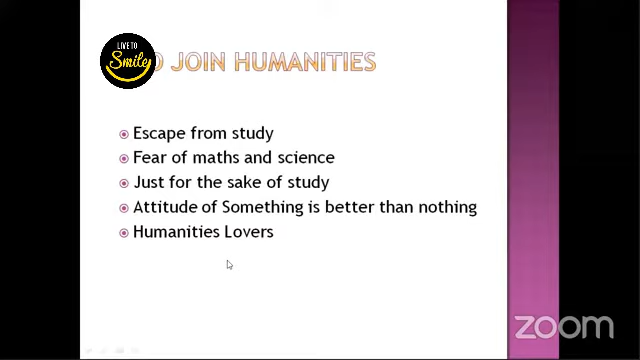 LIVE TO
Smile
JOIN HUMANITIES
Escape from study
Fear of maths and science
Just for the sake of study
Attitude of Something is better than nothing
Humanities Lovers
zoom